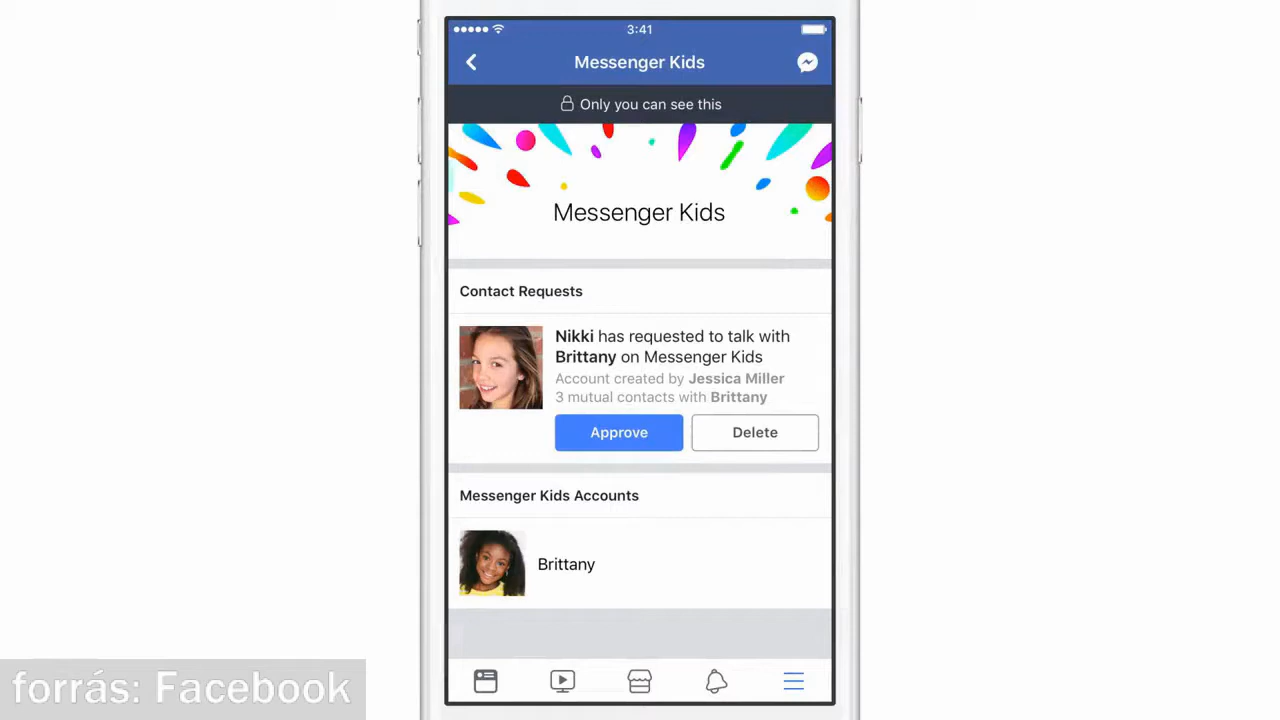 3:41
Messenger Kids
Only you can see this
Messenger Kids
Contact Requests
Nikki has requested to talk with
Brittany on Messenger Kids
Account created by Jessica Miller
3 mutual contacts with Brittany
Approve
Delete
Messenger Kids Accounts
Brittany
forrás: Facebook